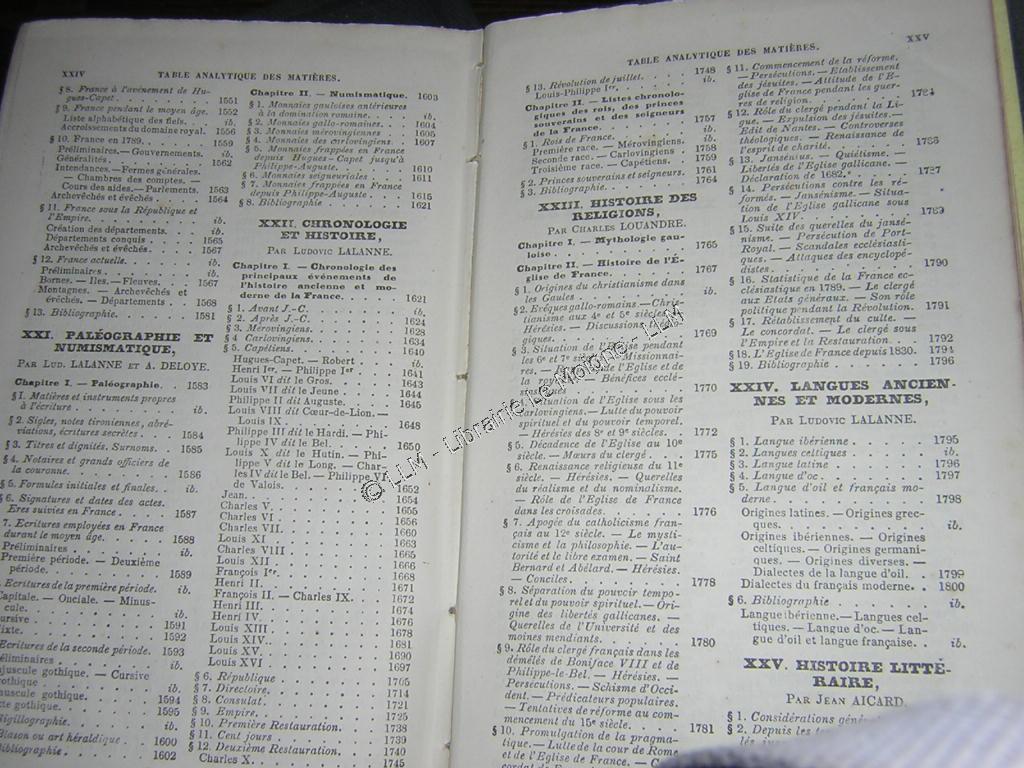 XXIV TABLE ANALYTIQUE DES MATIÈRES.
§ 8. France à l'avénement de Hu-
gues-Capet. 1551
§ 9. France pendant le moyen âge. 1552
Liste alphabétique des fiefs. ib.
Accroissements du domaine royal. 1556
§ 10. France en 1789. 1559
Préliminaires.—Gouvernements. ib.
Généralités. 1562
Intendances. — Fermes générales.
— Chambres des comptes, —
Cours des aides.— Parlements. 1563
Archevêchés et évêchés. 1564
§ 11. France sous la République et
l'Empire. ib.
Création des départements. ib.
Départements conquis. 1565
Archevêchés et évêchés. 1567
§ 12. France actuelle. ib.
Préliminaires. ib.
Bornes. — Iles. — Fleuves. 1567
Montagnes. — Archevêchés et
évêchés. — Départements. 1568
§ 13. Bibliographie. 1581
XXI. PALÉOGRAPHIE ET
NUMISMATIQUE,
PAR LUD. LALANNE ET A. DELOYE.
Chapitre I. — Paléographie. 1583
§ 1. Matières et instruments propres
à l'écriture. ib.
§ 2. Sigles, notes tironiennes, abré-
viations, écritures secrètes. 1584
§ 3. Titres et dignités. Surnoms. 1585
§ 4. Notaires et grands officiers de
la couronne. 1586
§ 5. Formules initiales et finales. ib.
§ 6. Signatures et dates des actes.
Eres suivies en France. 1587
7. Ecritures employées en France
durant le moyen âge. 1588
Préliminaires ib.
Première période. — Deuxième
période. 1589
Ecritures de la première période. ib.
Capitale. — Onciale. — Minus-
cule. ib.
ursive. 1591
ixte. 1592
Ecritures de la seconde période. 1593
éliminaires ib.
ajuscule gothique. — Cursive
othique ib.
nuscule gothique. 1594
te gothique. 1595
Sigillographie. ib.
Blason ou art héraldique. 1600
Bibliographie. 1602
Chapitre II. — Numismatique. 1603
§ 1. Monnaies gauloises antérieures
à la domination romaine. ib.
§ 2. Monnaies gallo-romaines. 1604
§ 3. Monnaies mérovingiennes 1605
§ 4. Monnaies des carlovingiens. 1607
§ 5. Monnaies frappées en France
depuis Hugues-Capet jusqu'à
Philippe-Auguste. 1610
§ 6. Monnaies seigneuriales 1611
§ 7. Monnaies frappées en France
depuis Philippe-Auguste. 1615
§ 8. Bibliographie 1621
XXII. CHRONOLOGIE
ET HISTOIRE,
PAR LUDOVIC LALANNE.
Chapitre I. — Chronologie des
principaux événements de
l'histoire ancienne et mo-
derne de la France. 1621
§ 1. Avant J.-C. ib.
§ 2. Après J.-C. 1624
§ 3. Mérovingiens. 1628
§ 4 Carlovingiens. 1634
§ 5. Capétiens. 1640
Hugues-Capet. — Robert. ib.
Henri Ier. — Philippe Ier 1641
Louis VI dit le Gros. 1643
Louis VII dit le Jeune 1644
Philippe II dit Auguste. 1645
Louis VIII dit Cœur-de-Lion. —
Louis IX. 1648
Philippe III dit le Hardi. — Phi-
lippe IV dit le Bel. 1650
Louis X dit le Hutin. — Phi-
lippe V dit le Long. — Char-
les IV dit le Bel. — Philippe VI
de Valois. 1652
Jean. 1654
Charles V. 1655
Charles VI 1656
Charles VII. 1660
Louis XI 1663
Charles VIII 1665
Louis XII 1666
François Ier. 1668
Henri II. 1671
François II. — Charles IX. 1672
Henri III. 1674
Henri IV. 1676
Louis XIII 1678
Louis XIV. 1681
Louis XV. 1690
Louis XVI 1697
§ 6. République 1705
§ 7. Directoire. 1714
§ 8. Consulat. 1721
§ 9. Empire. 1725
§ 10. Première Restauration. 1738
§ 11. Cent jours 1739
§ 12. Deuxième Restauration. 1740
Charles X. 1745
TABLE ANALYTIQUE DES MATIÈRES. XXV
§ 13. Révolution de juillet. 1748
Louis-Philippe Ier. ib.
Chapitre II. — Listes chronolo-
giques des rois, des princes
souverains et des seigneurs
de la France. 1757
§ 1. Rois de France. ib.
Première race. — Mérovingiens. ib.
Seconde race. — Carlovingiens. 1758
Troisième race. — Capétiens. 1759
§ 2. Princes souverains et seigneurs. 1761
§ 3. Bibliographie. 1764
XXIII. HISTOIRE DES
RELIGIONS,
PAR CHARLES LOUANDRE.
Chapitre I. — Mythologie gau-
loise. 1765
Chapitre II. — Histoire de l'É-
glise de France. 1767
§ 1. Origines du christianisme dans
les Gaules ib.
§ 2. Évêques gallo-romains — Chris-
tianisme aux 4e et 5e siècles.
Hérésies. — Discussions
giques. 1769
§ 3. Situation de l'Eglise pendant
les 6e et 7e Missionnai-
res. de l'Eglise et de
la Bénéfices ecclé-
siastiques 1770
Situation de l'Eglise sous les
Carlovingiens. — Lutte du pouvoir
spirituel et du pouvoir temporel.
— Hérésies des 8e et 9e siècles. 1772
§ 5. Décadence de l'Eglise au 10e
siècle. — Mœurs du clergé. 1775
§ 6. Renaissance religieuse du 11e
siècle. — Hérésies. — Querelles
du réalisme et du nominalisme.
— Rôle de l'Eglise de France
dans les croisades. 1776
§ 7. Apogée du catholicisme fran-
çais au 12e siècle. — Le mysti-
cisme et la philosophie. — L'au-
torité et le libre examen. — Saint
Bernard et Abélard. — Hérésies.
— Conciles. 1778
§ 8. Séparation du pouvoir tempo-
rel et du pouvoir spirituel. — Ori-
gine des libertés gallicanes. —
Querelles de l'Université et des
moines mendiants. 1780
§ 9. Rôle du clergé français dans les
démêlés de Boniface VIII et de
Philippe-le-Bel. — Hérésies. —
Persécutions. — Schisme d'Occi-
dent. — Prédicateurs populaires.
— Tentatives de réforme au com-
mencement du 15e siècle. 1781
§ 10. Promulgation de la pragma-
tique. — Lutte de la cour de Rome
et de l'Eglise de France.
§ 11. Commencement de la réforme.
— Persécutions. — Etablissement
des jésuites. — Attitude de l'E-
glise de France pendant les guer-
res de religion. 1784
§ 12. Rôle du clergé pendant la Li-
gue. — Expulsion des jésuites. —
Edit de Nantes. — Controverses
théologiques. — Renaissance de
l'esprit de charité. 1786
§ 13. Jansénius. — Quiétisme. —
Libertés de l'Eglise gallicane. —
Déclaration de 1682. 1787
§ 14. Persécutions contre les ré-
formés. — Jansénisme. — Situa-
tion de l'Eglise gallicane sous
Louis XIV. 1789
§ 15. Suite des querelles du jansé-
nisme. — Persécution de Port-
Royal. — Scandales ecclésiasti-
ques. — Attaques des encyclopé-
distes. 1790
§ 16. Statistique de la France ec-
clésiastique en 1789. — Le clergé
aux Etats généraux. — Son rôle
politique pendant la Révolution. 1791
§ 17. Rétablissement du culte. —
Le concordat. — Le clergé sous
l'Empire et la Restauration. 1792
§ 18. L'Eglise de France depuis 1830. 1794
§ 19. Bibliographie 1796
XXIV. LANGUES ANCIEN-
NES ET MODERNES,
PAR LUDOVIC LALANNE.
§ 1. Langue ibérienne. 1795
§ 2. Langues celtiques ib.
§ 3. Langue latine 1796
§ 4. Langue d'oc. 1797
§ 5. Langue d'oïl et français mo-
derne. 1798
Origines latines. — Origines grec-
ques. ib.
Origines ibériennes. — Origines
celtiques. — Origines germani-
ques. — Origines diverses. —
Dialectes de la langue d'oïl. 1799
Dialectes du français moderne. 1800
§ 6. Bibliographie ib.
Langue ibérienne. — Langues cel-
tiques. — Langue d'oc. — Lan-
gue d'oïl et langue française. ib.
XXV. HISTOIRE LITTÉ-
RAIRE,
PAR JEAN AICARD.
§ 1. Considérations
§ 2. Depuis les
© LLM - Librairie Le Molone - LLM